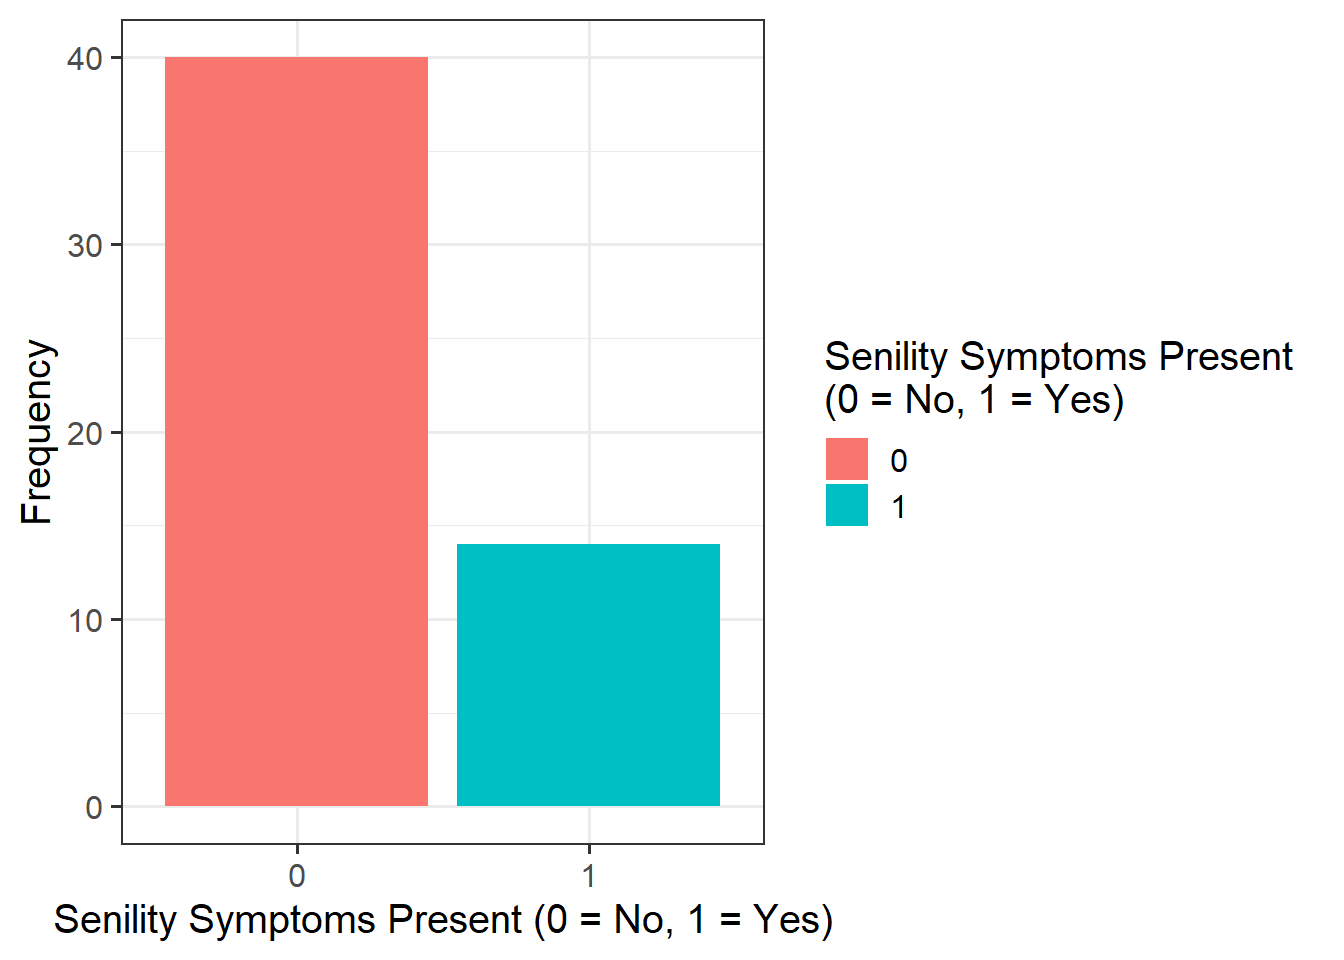 40
30
20
10
0
Frequency
0
1
Senility Symptoms Present (0 = No, 1 = Yes)
Senility Symptoms Present
(0 = No, 1 = Yes)
0
1